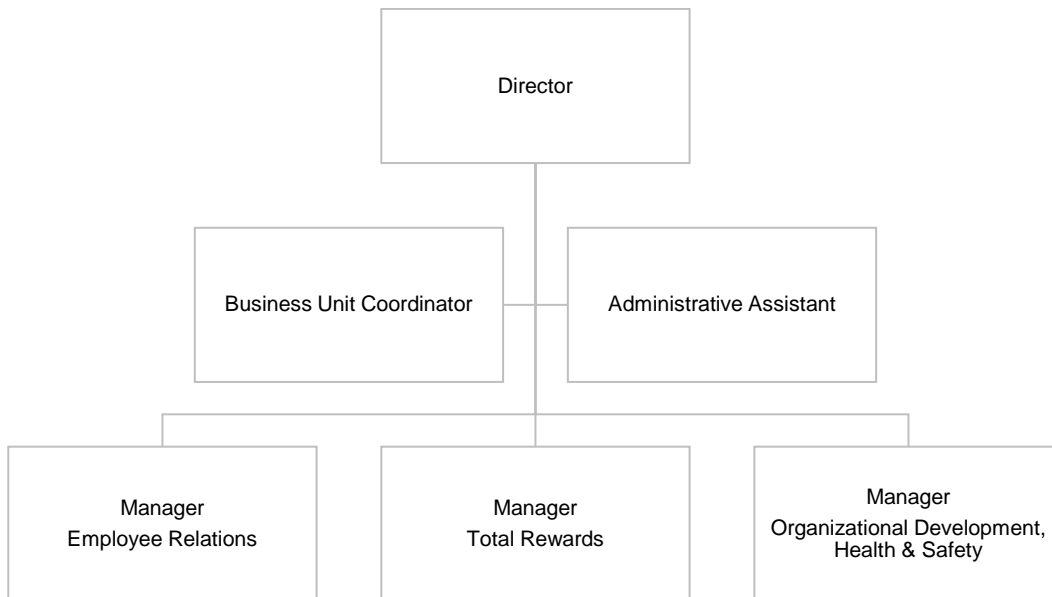 Director
Business Unit Coordinator
Administrative Assistant
Manager
Employee Relations
Manager
Total Rewards
Manager
Organizational Development,
Health & Safety